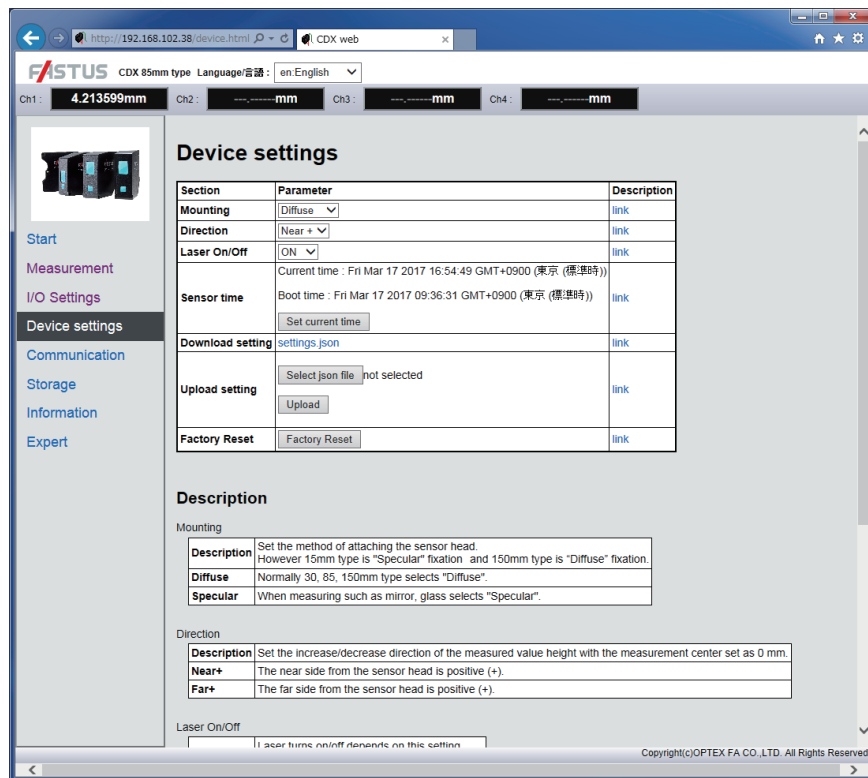 http://192.168.102.38/device.html
CDX web
FASTUS CDX 85mm type Language/言語 : en:English
Ch1 : 4.213599mm Ch2 : ---.------mm Ch3 : ---.------mm Ch4 : ---.------mm
Device settings
Section Parameter Description
Mounting Diffuse link
Direction Near + link
Laser On/Off ON link
Current time : Fri Mar 17 2017 16:54:49 GMT+0900 (東京 (標準時))
Sensor time Boot time : Fri Mar 17 2017 09:36:31 GMT+0900 (東京 (標準時)) link
Set current time
Download setting settings.json link
Select json file not selected
Upload setting link
Upload
Factory Reset Factory Reset link
Start
Measurement
I/O Settings
Device settings
Communication
Storage
Information
Expert
Description
Mounting
Description Set the method of attaching the sensor head.
However 15mm type is "Specular" fixation and 150mm type is “Diffuse” fixation.
Diffuse Normally 30, 85, 150mm type selects "Diffuse".
Specular When measuring such as mirror, glass selects "Specular".
Direction
Description Set the increase/decrease direction of the measured value height with the measurement center set as 0 mm.
Near+ The near side from the sensor head is positive (+).
Far+ The far side from the sensor head is positive (+).
Laser On/Off
Laser turns on/off depends on this setting
Copyright(c)OPTEX FA CO.,LTD. All Rights Reserved